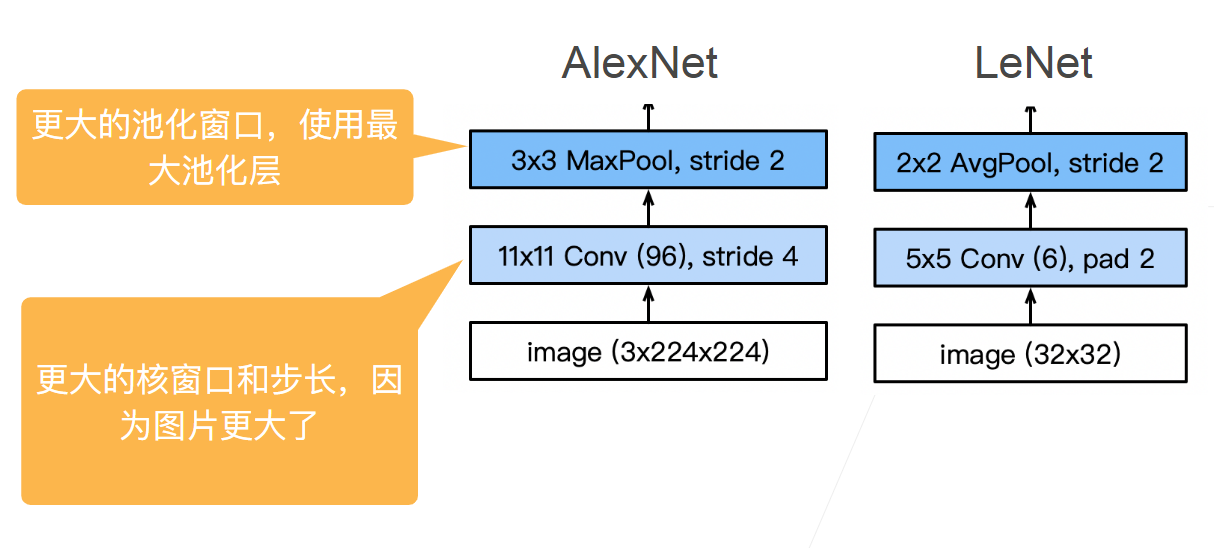 AlexNet
LeNet
更大的池化窗口，使用最
大池化层
3x3 MaxPool, stride 2
2x2 AvgPool, stride 2
11x11 Conv (96), stride 4
5x5 Conv (6), pad 2
更大的核窗口和步长，因
为图片更大了
image (3x224x224)
image (32x32)